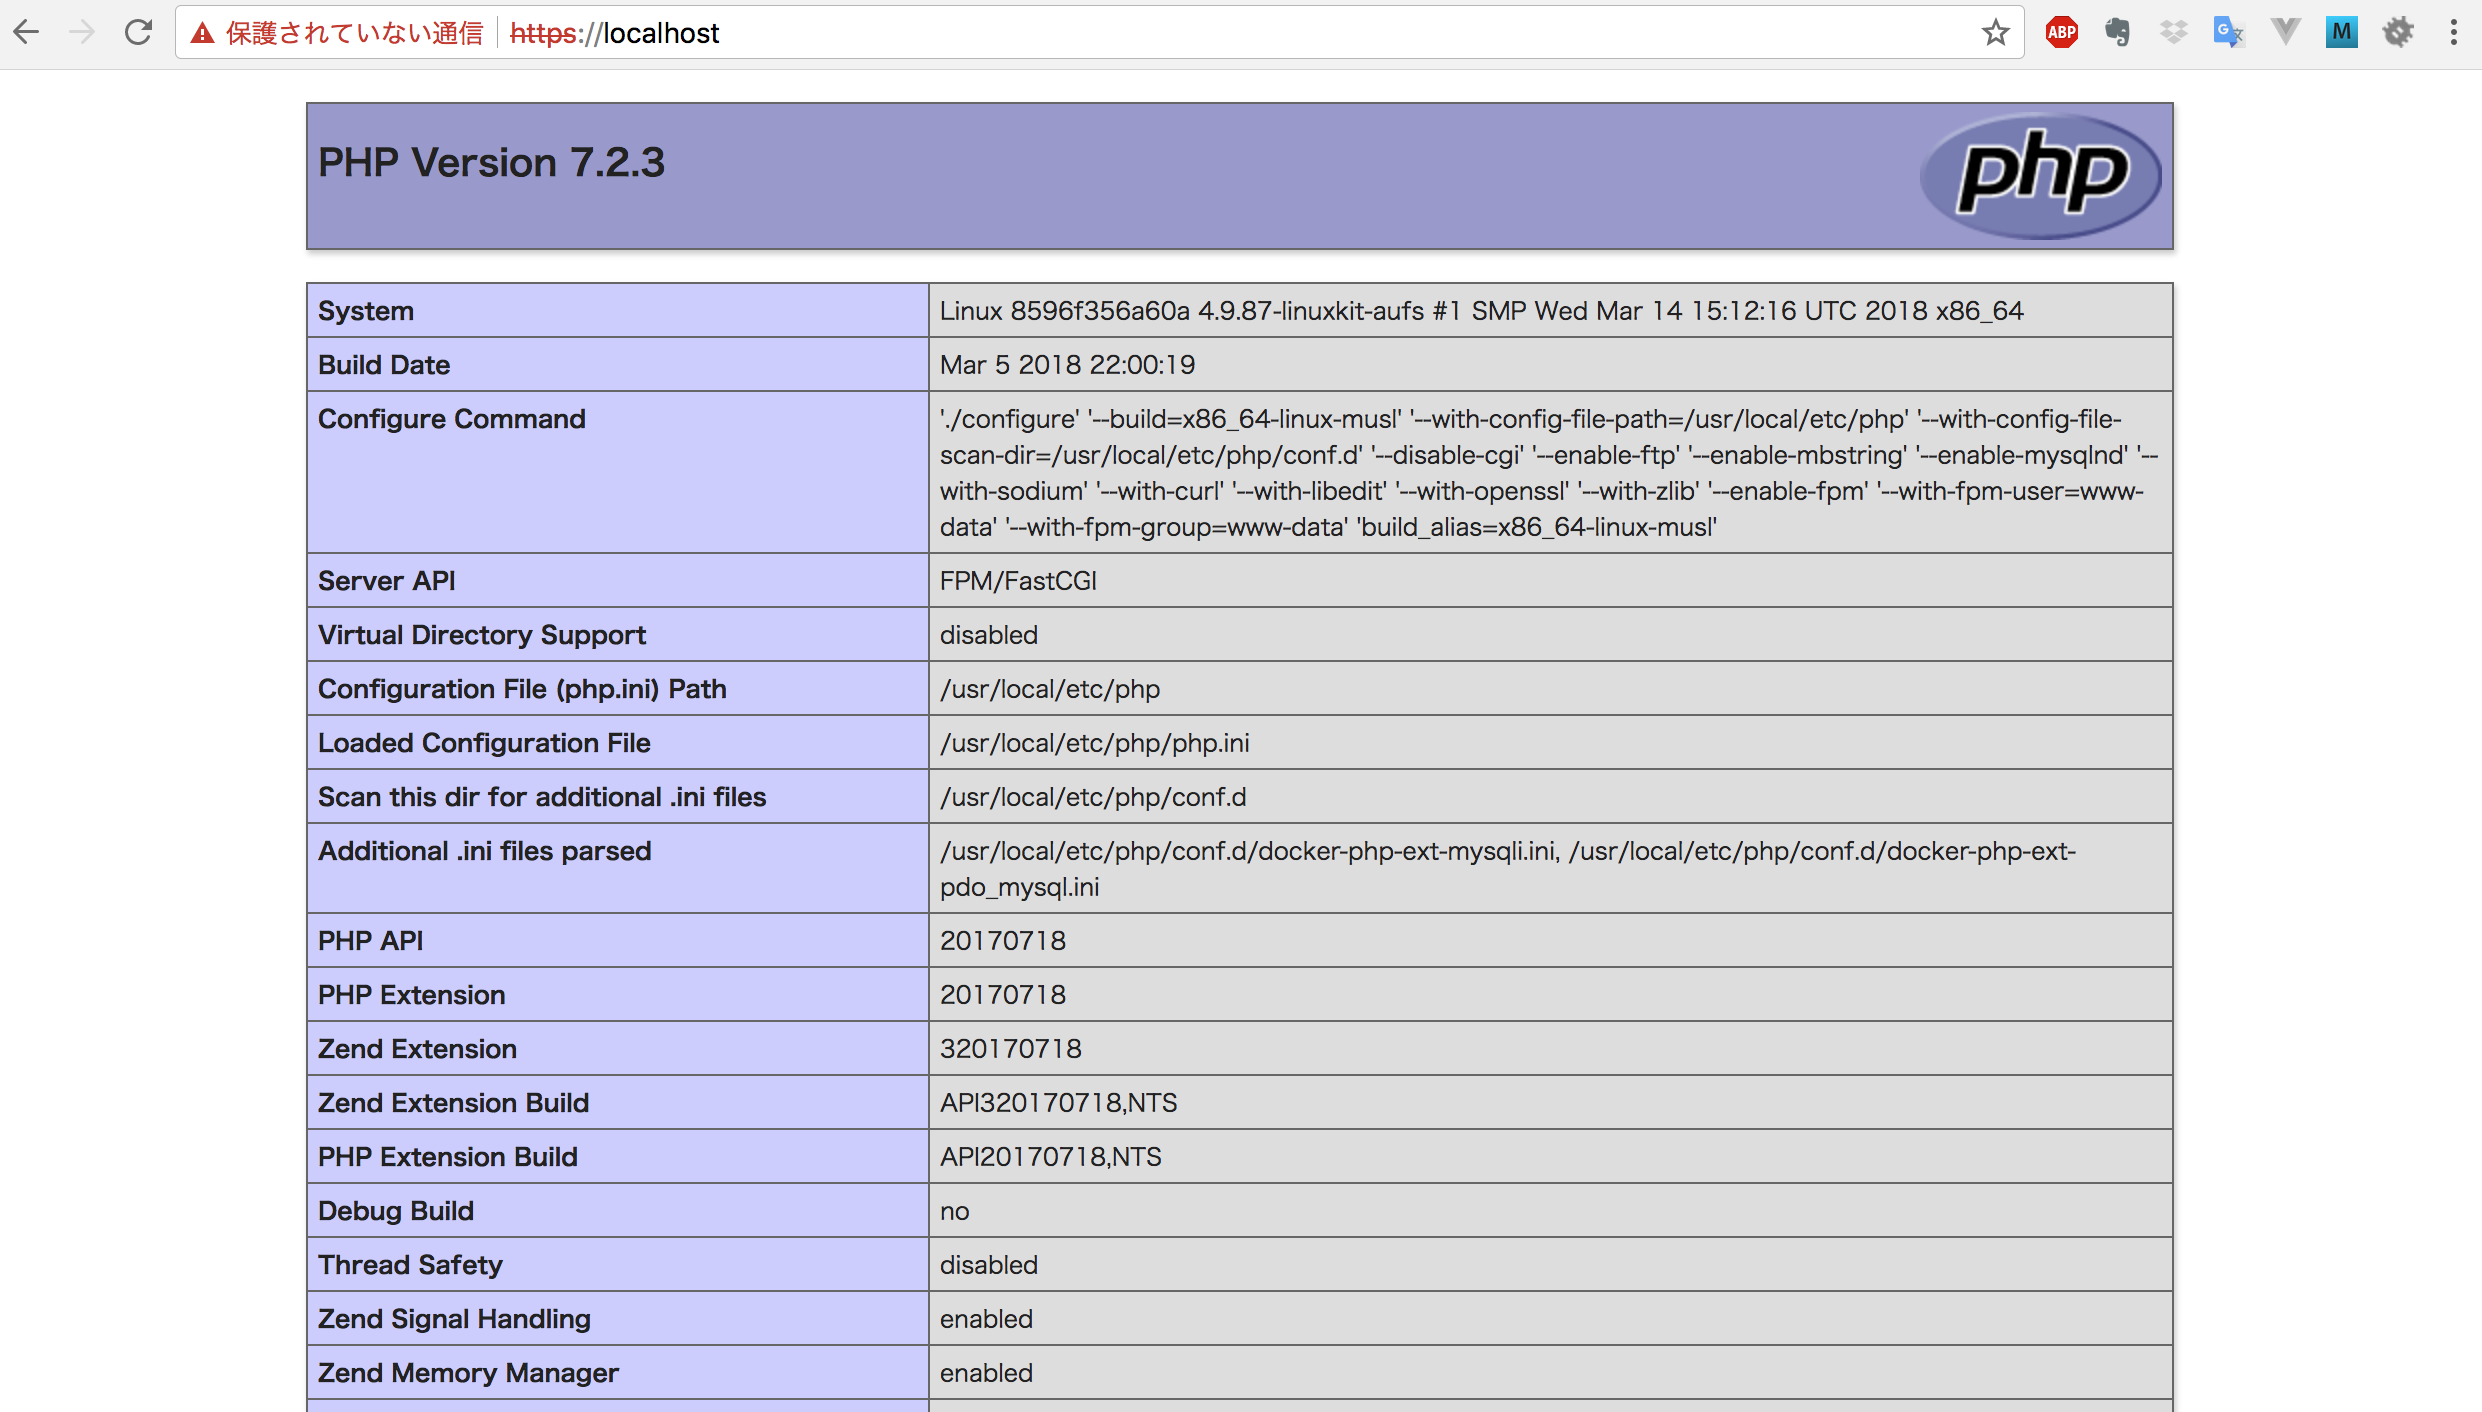 保護されていない通信 https://localhost
ABP
G
M
PHP Version 7.2.3
php
System Linux 8596f356a60a 4.9.87-linuxkit-aufs #1 SMP Wed Mar 14 15:12:16 UTC 2018 x86_64
Build Date Mar 5 2018 22:00:19
Configure Command './configure' '--build=x86_64-linux-musl' '--with-config-file-path=/usr/local/etc/php' '--with-config-file-
scan-dir=/usr/local/etc/php/conf.d' '--disable-cgi' '--enable-ftp' '--enable-mbstring' '--enable-mysqlnd' '--
with-sodium' '--with-curl' '--with-libedit' '--with-openssl' '--with-zlib' '--enable-fpm' '--with-fpm-user=www-
data' '--with-fpm-group=www-data' 'build_alias=x86_64-linux-musl'
Server API FPM/FastCGI
Virtual Directory Support disabled
Configuration File (php.ini) Path /usr/local/etc/php
Loaded Configuration File /usr/local/etc/php/php.ini
Scan this dir for additional .ini files /usr/local/etc/php/conf.d
Additional .ini files parsed /usr/local/etc/php/conf.d/docker-php-ext-mysqli.ini, /usr/local/etc/php/conf.d/docker-php-ext-
pdo_mysql.ini
PHP API 20170718
PHP Extension 20170718
Zend Extension 320170718
Zend Extension Build API320170718,NTS
PHP Extension Build API20170718,NTS
Debug Build no
Thread Safety disabled
Zend Signal Handling enabled
Zend Memory Manager enabled